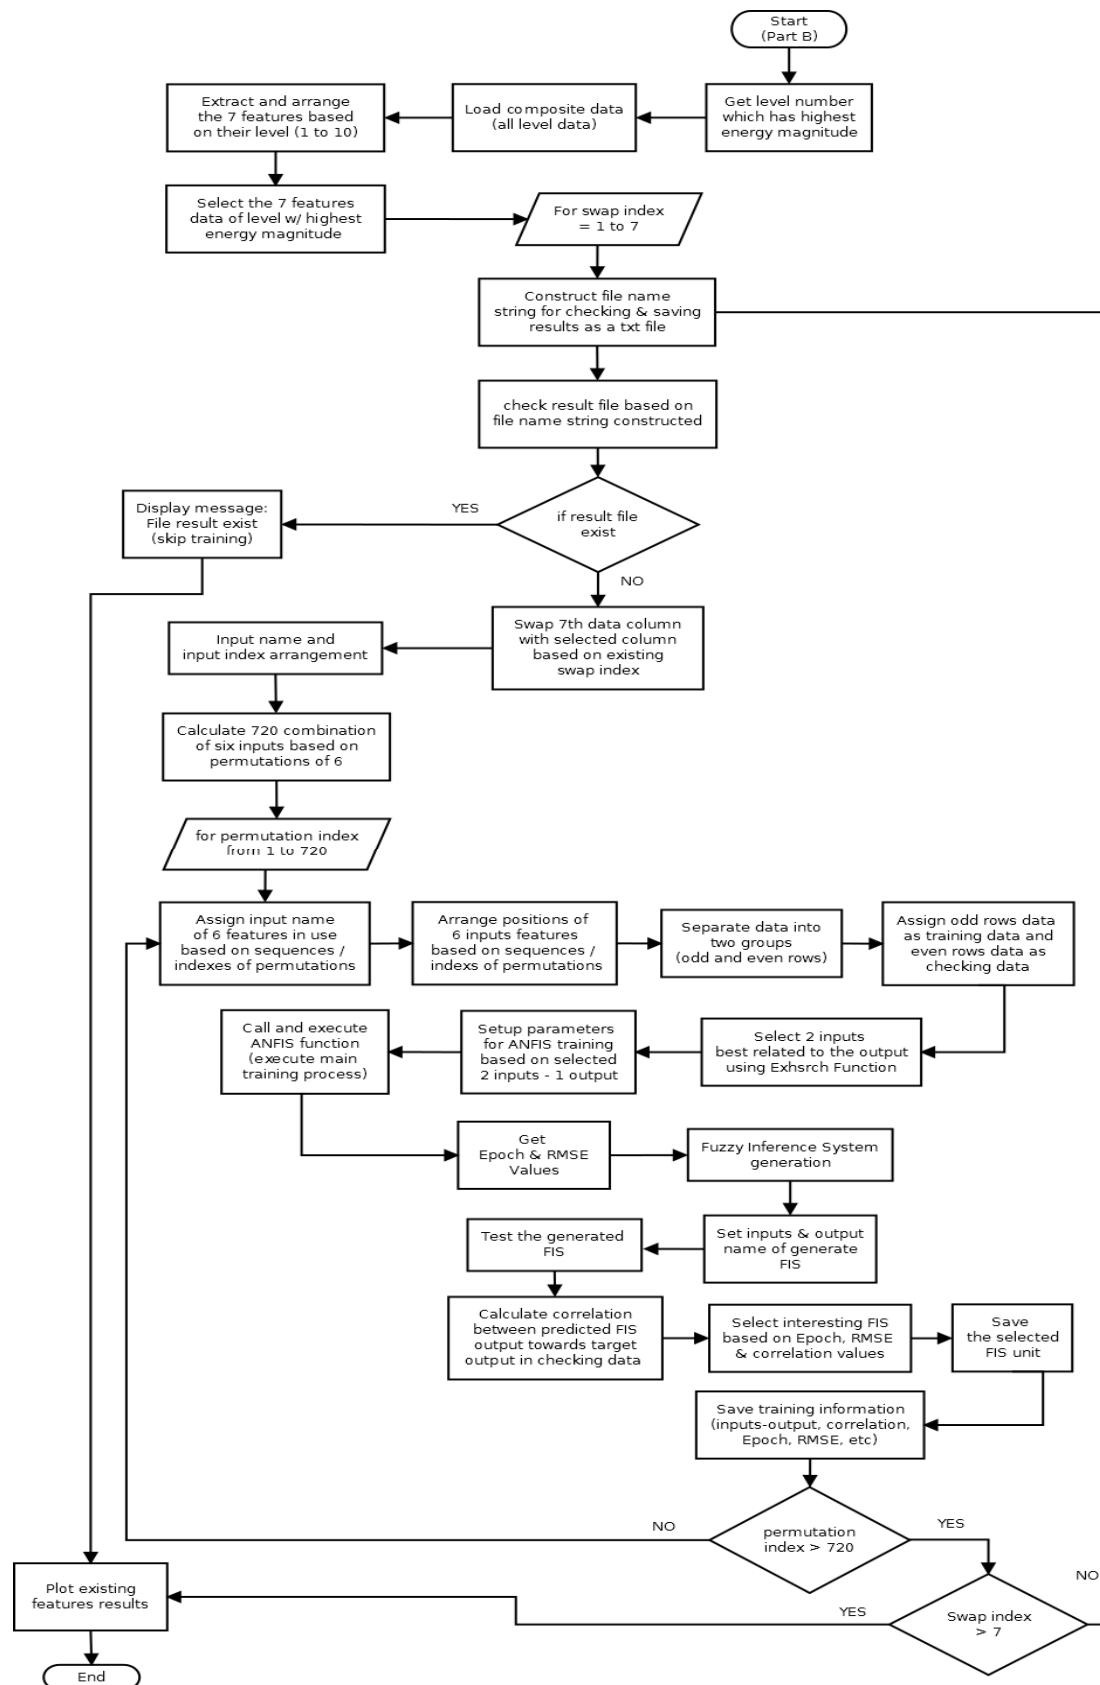 Start
(Part B)
Get level number
which has highest
energy magnitude
Load composite data
(all level data)
Extract and arrange
the 7 features based
on their level (1 to 10)
Select the 7 features
data of level w/ highest
energy magnitude
For swap index
= 1 to 7
Construct file name
string for checking & saving
results as a txt file
check result file based on
file name string constructed
if result file
exist
YES
Display message:
File result exist
(skip training)
NO
Swap 7th data column
with selected column
based on existing
swap index
Input name and
input index arrangement
Calculate 720 combination
of six inputs based on
permutations of 6
for permutation index
from 1 to 720
Assign input name
of 6 features in use
based on sequences /
indexes of permutations
Arrange positions of
6 inputs features
based on sequences /
indexs of permutations
Separate data into
two groups
(odd and even rows)
Assign odd rows data
as training data and
even rows data as
checking data
Select 2 inputs
best related to the output
using Exhsrch Function
Setup parameters
for ANFIS training
based on selected
2 inputs - 1 output
Call and execute
ANFIS function
(execute main
training process)
Get
Epoch & RMSE
Values
Fuzzy Inference System
generation
Set inputs & output
name of generate
FIS
Test the generated
FIS
Calculate correlation
between predicted FIS
output towards target
output in checking data
Select interesting FIS
based on Epoch, RMSE
& correlation values
Save
the selected
FIS unit
Save training information
(inputs-output, correlation,
Epoch, RMSE, etc)
permutation
index > 720
NO
YES
Swap index
> 7
NO
YES
Plot existing
features results
End